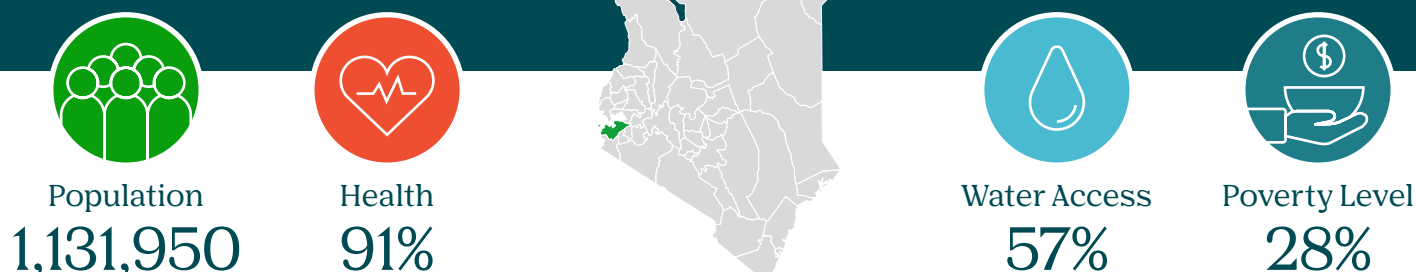 $
Population
1,131,950
Health
91%
Water Access
57%
Poverty Level
28%